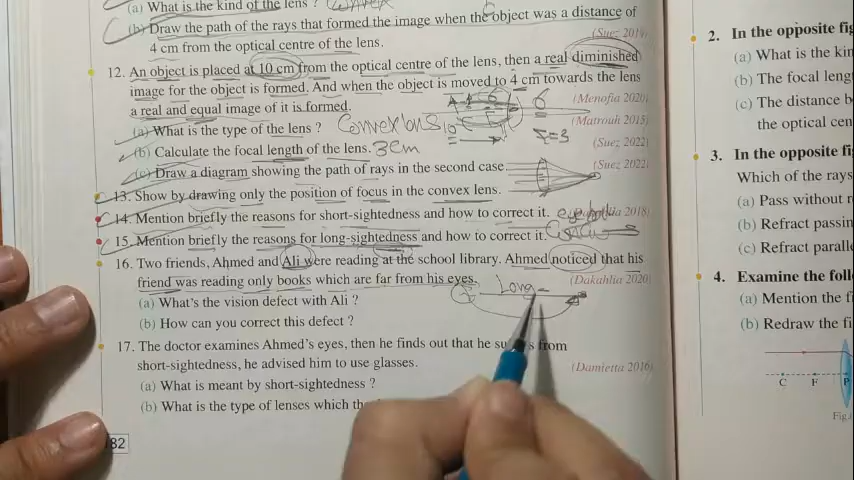 (a) What is the kind of the lens ? Convex
(b) Draw the path of the rays that formed the image when the object was a distance of
4 cm from the optical centre of the lens.
(Suez 2019)
12. An object is placed at 10 cm from the optical centre of the lens, then a real diminished
image for the object is formed. And when the object is moved to 4 cm towards the lens
a real and equal image of it is formed.
(Menofia 2020)
(a) What is the type of the lens ? Convex lens
(Matrouh 2015)
(b) Calculate the focal length of the lens. 3cm
(Suez 2022)
(c) Draw a diagram showing the path of rays in the second case.
(Suez 2022)
10
6
F=3
13. Show by drawing only the position of focus in the convex lens.
14. Mention briefly the reasons for short-sightedness and how to correct it.
2018)
15. Mention briefly the reasons for long-sightedness and how to correct it.
16. Two friends, Ahmed and Ali were reading at the school library. Ahmed noticed that his
friend was reading only books which are far from his eyes.
(Dakahlia 2020)
Long -
(a) What's the vision defect with Ali ?
(b) How can you correct this defect ?
17. The doctor examines Ahmed's eyes, then he finds out that he from
short-sightedness, he advised him to use glasses.
(Damietta 2016)
(a) What is meant by short-sightedness ?
(b) What is the type of lenses which
82
2. In the opposite
(a) What is the
(b) The focal
(c) The distance
the optical
3. In the opposite
Which of the rays
(a) Pass without
(b) Refract passing
(c) Refract
4. Examine the
(a) Mention the
(b) Redraw the
C F P